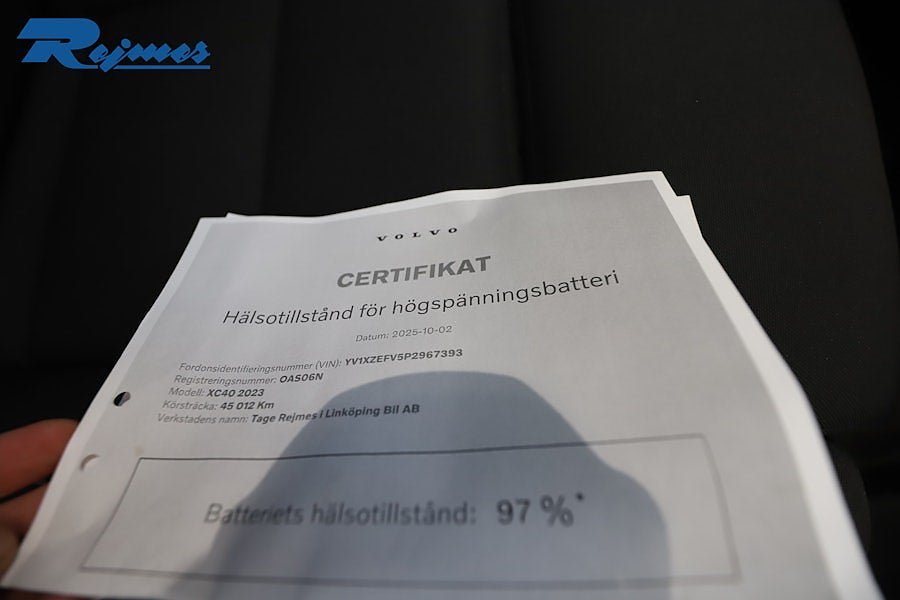 Rejmes
VOLVO
CERTIFIKAT
Hälsotillstånd för högspänningsbatteri
Datum: 2025-10-02
Fordonsidentifieringsnummer (VIN): YV1XZEFV5P2967393
Registreringsnummer: OAS06N
Modell: XC40 2023
Körsträcka: 45 012 Km
Verkstadens namn: Tage Rejmes I Linköping Bil AB
Batteriets hälsotillstånd: 97 %*